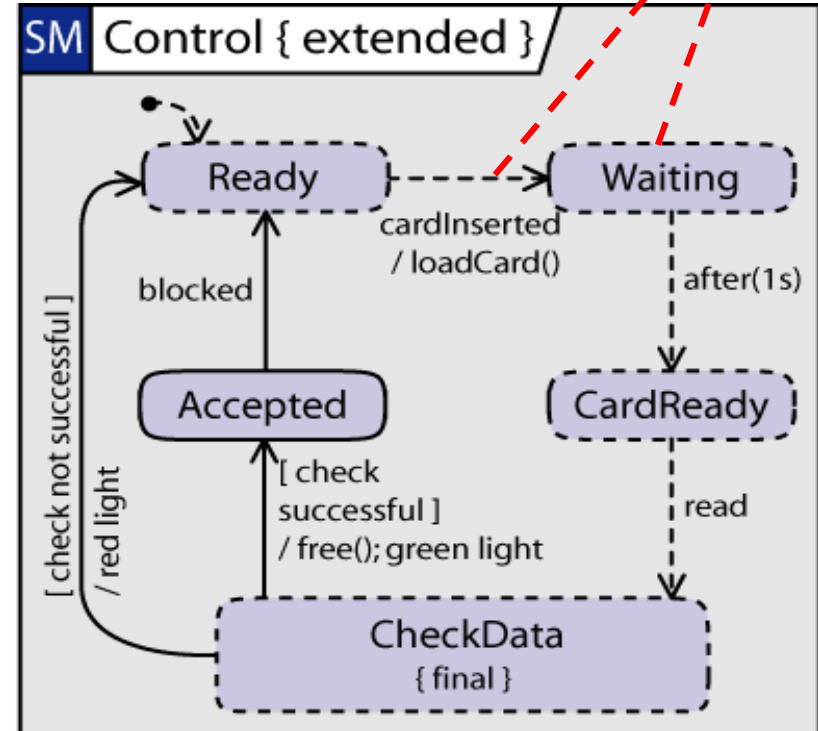 SM Control { extended }
Ready
Waiting
cardInserted
/ loadCard()
after(1s)
blocked
[ check not successful ]
/ red light
Accepted
CardReady
[ check
successful ]
/ free(); green light
read
CheckData
{ final }